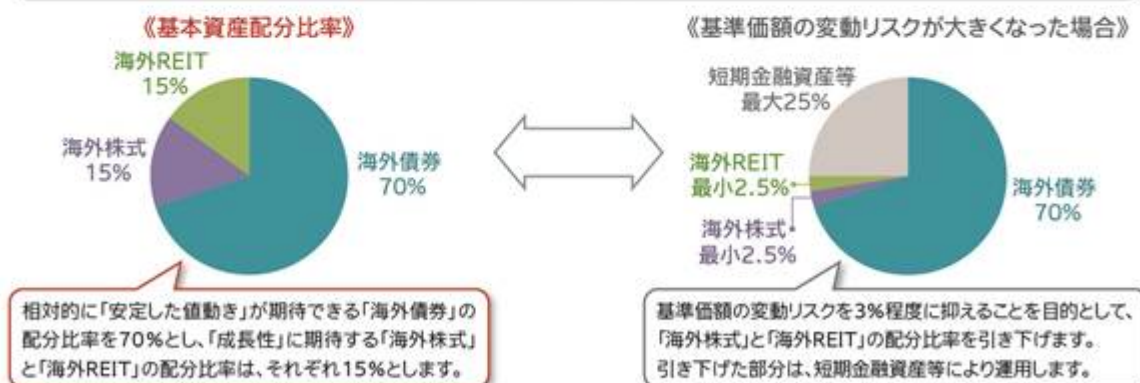 《基本資産配分比率》
海外REIT
15%
海外株式
15%
海外債券
70%
相対的に「安定した値動き」が期待できる「海外債券」の
配分比率を70%とし、「成長性」に期待する「海外株式」
と「海外REIT」の配分比率は、それぞれ15%とします。
《基準価額の変動リスクが大きくなった場合》
短期金融資産等
最大25%
海外REIT
最小2.5%
海外株式
最小2.5%
海外債券
70%
基準価額の変動リスクを3%程度に抑えることを目的として、
「海外株式」と「海外REIT」の配分比率を引き下げます。
引き下げた部分は、短期金融資産等により運用します。